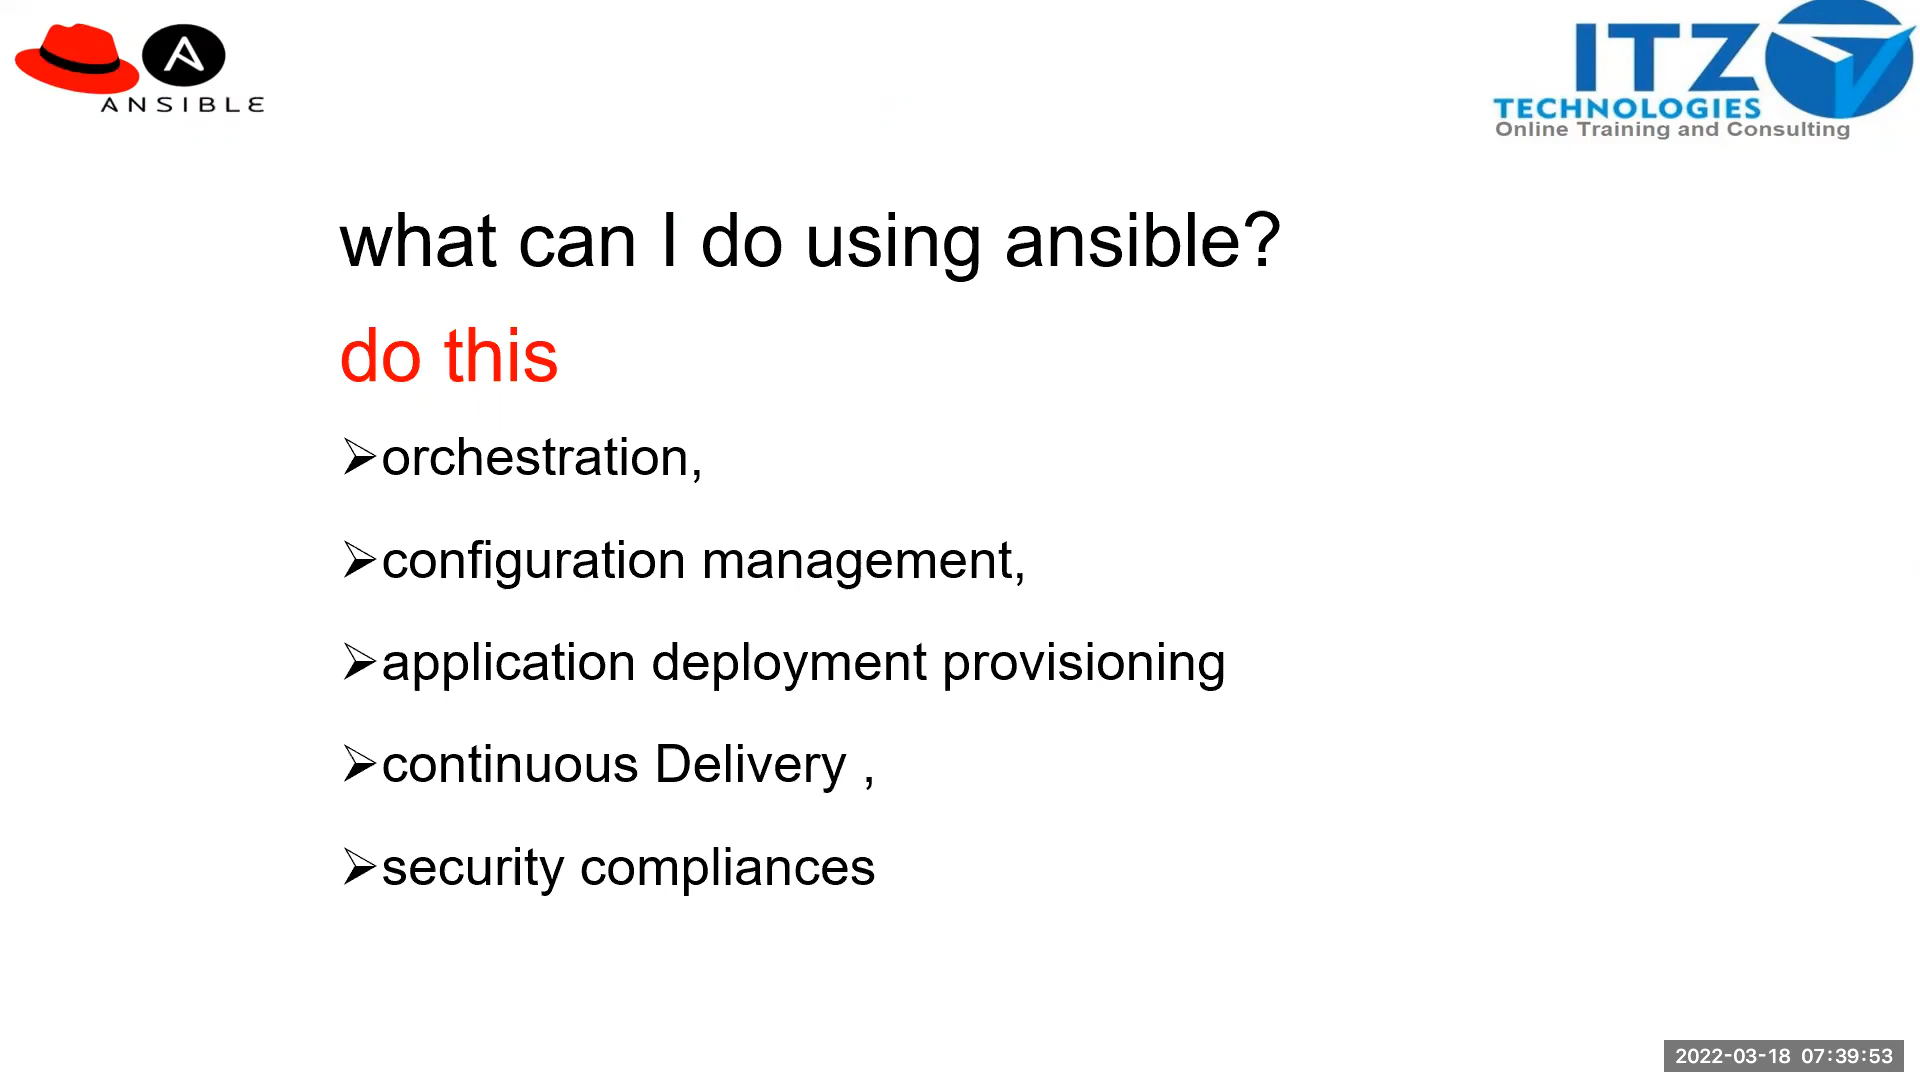 ANSIBLE
ITZ
TECHNOLOGIES
Online Training and Consulting
what can I do using ansible?
do this
➢orchestration,
➢configuration management,
➢application deployment provisioning
➢continuous Delivery ,
➢security compliances
2022-03-18 07:39:53